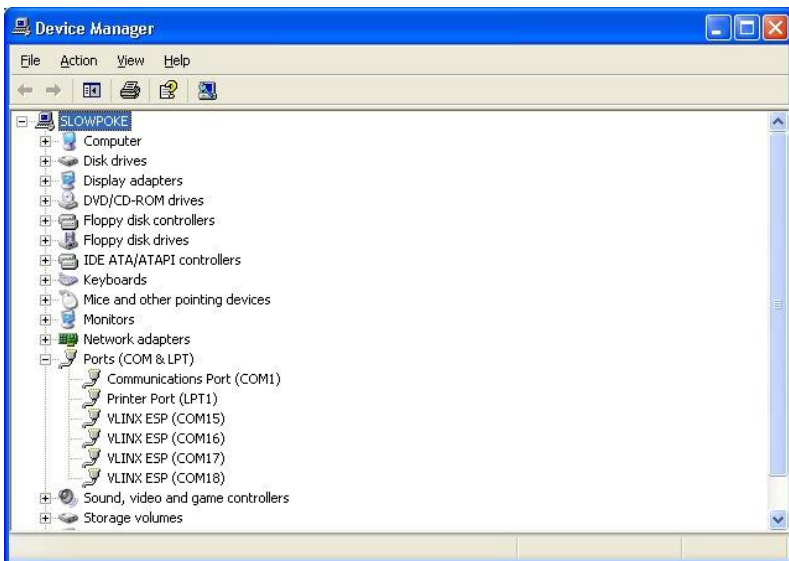 Device Manager
File Action View Help
SLOWPOKE
Computer
Disk drives
Display adapters
DVD/CD-ROM drives
Floppy disk controllers
Floppy disk drives
IDE ATA/ATAPI controllers
Keyboards
Mice and other pointing devices
Monitors
Network adapters
Ports (COM & LPT)
Communications Port (COM1)
Printer Port (LPT1)
VLINX ESP (COM15)
VLINX ESP (COM16)
VLINX ESP (COM17)
VLINX ESP (COM18)
Sound, video and game controllers
Storage volumes